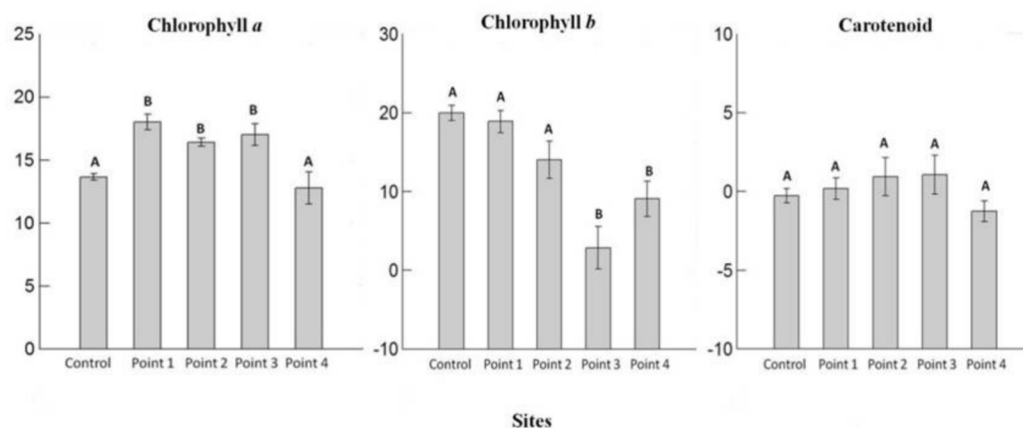 Chlorophyll a
25
20
15
10
5
0
B
B
B
A
A
Control Point 1 Point 2 Point 3 Point 4
Chlorophyll b
30
20
10
0
-10
A
A
A
B
B
Control Point 1 Point 2 Point 3 Point 4
Carotenoid
10
5
0
-5
-10
A
A
A
A
A
Control Point 1 Point 2 Point 3 Point 4
Sites